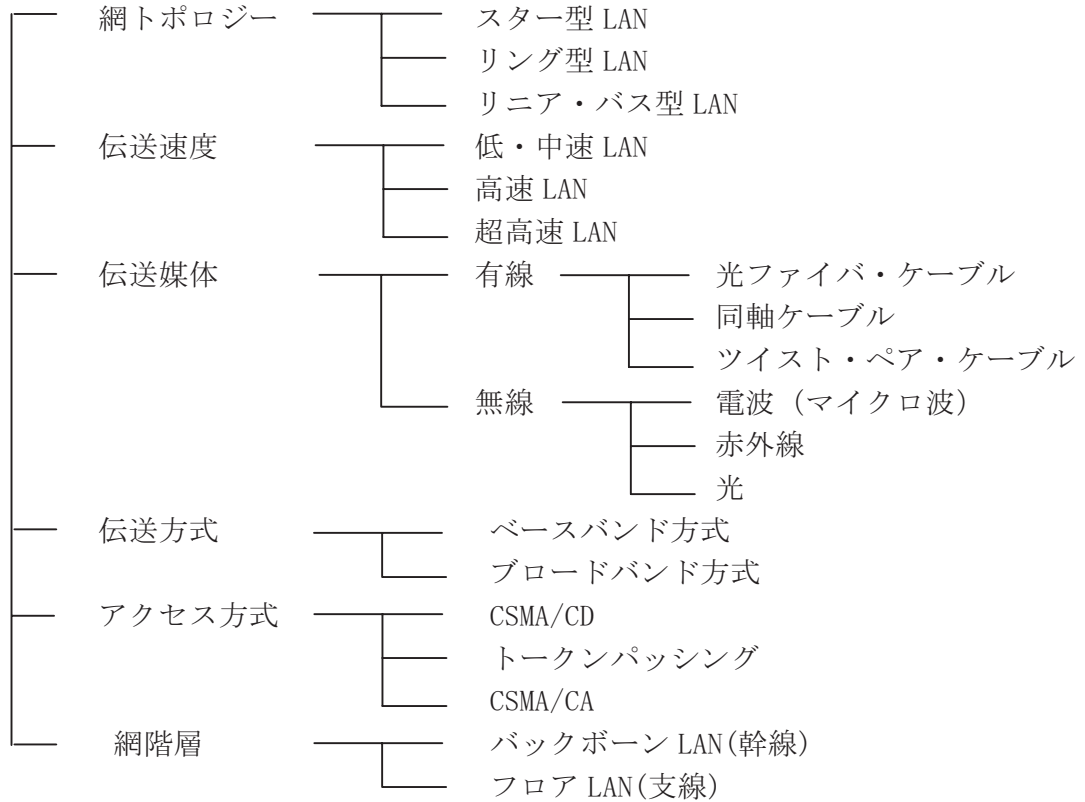 網トポロジー スター型 LAN
リング型 LAN
リニア・バス型 LAN
伝送速度 低・中速 LAN
高速 LAN
超高速 LAN
伝送媒体 有線 光ファイバ・ケーブル
同軸ケーブル
ツイスト・ペア・ケーブル
無線 電波 (マイクロ波)
赤外線
光
伝送方式 ベースバンド方式
ブロードバンド方式
アクセス方式 CSMA/CD
トークンパッシング
CSMA/CA
網階層 バックボーン LAN(幹線)
フロア LAN(支線)